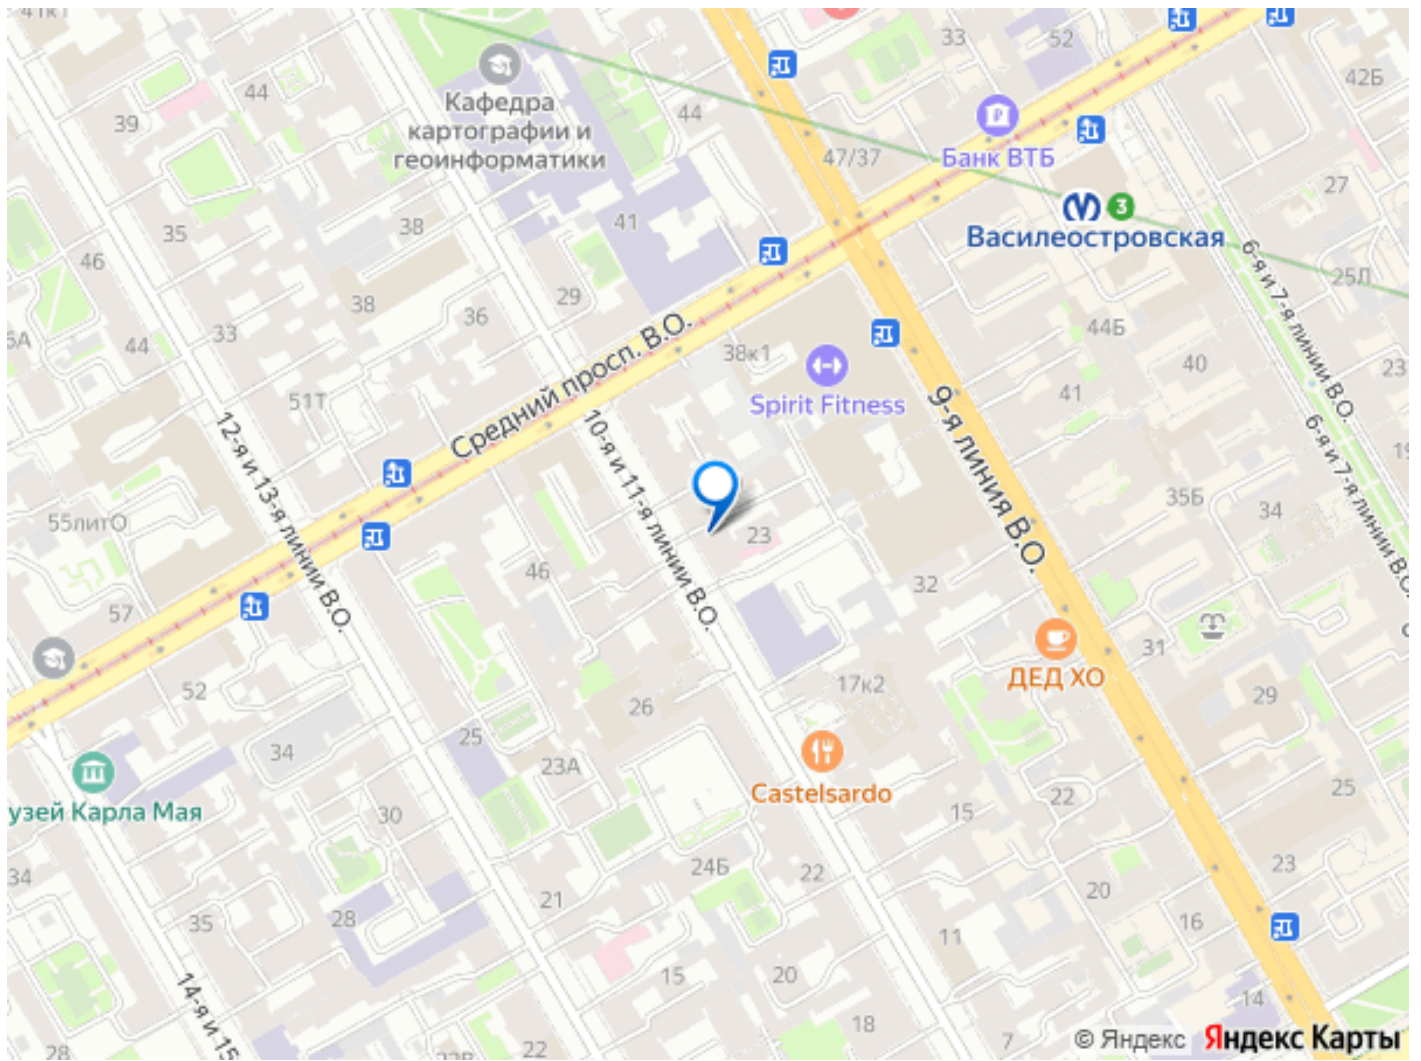 41к1
33
52
42Б
44
39
Кафедра
картографии и
геоинформатики
44
Банк ВТБ
47/37
27
3
Василеостровская
35
38
41
46
6-я и 7-я линии В.О.
25Л
29
38
36
33
44
44Б
Средний просп. В.О.
38к1
40
23
Spirit Fitness
41
51Т
9-я линия В.О.
12-я и 13-я линии В.О.
10-я и 11-я линии В.О.
6-я и 7-я линии В.О.
19
35Б
34
55литО
23
46
32
57
31
ДЕД ХО
52
17к2
29
26
25
34
23А
Castelsardo
узей Карла Мая
30
15
22
25
34
24Б
22
23
21
20
35
28
16
11
14-я и 15
15
20
14
18
7
28
22В
22
© Яндекс Яндекс Карты